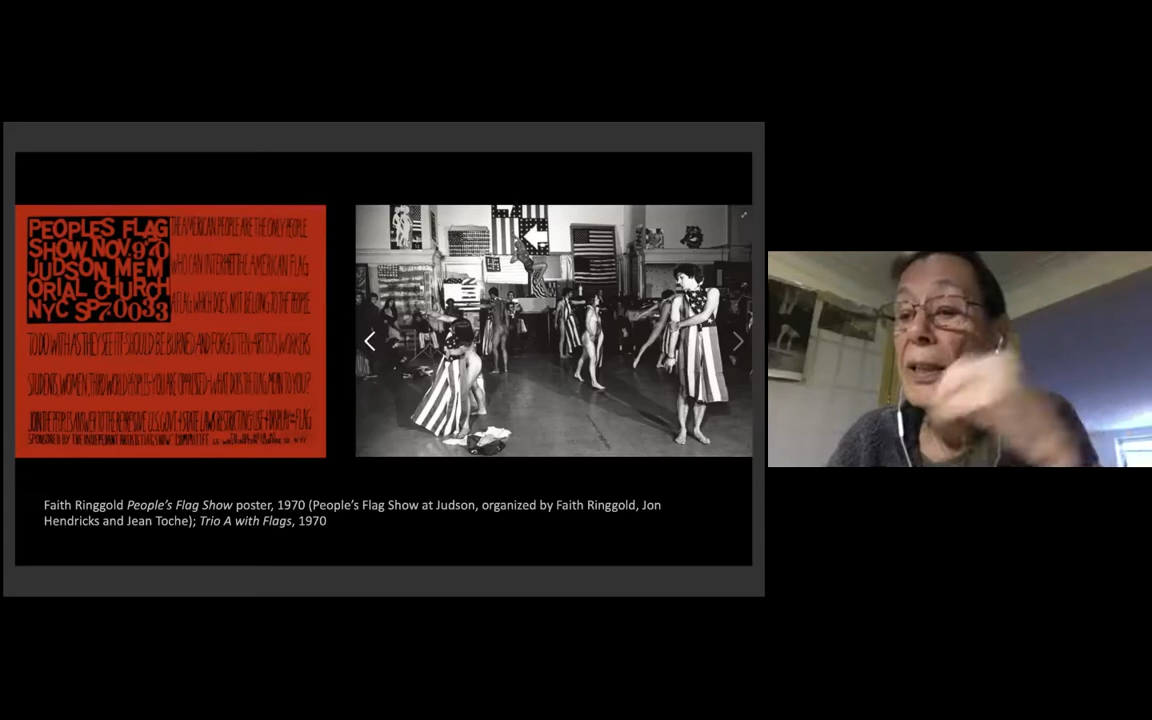 PEOPLE'S FLAG
SHOW NOV.9'70
JUDSON MEM
ORIAL CHURCH
NYC SP7.0033
THE AMERICAN PEOPLE ARE THE ONLY PEOPLE
WHO CAN INTERPRET THE AMERICAN FLAG
A FLAG WHICH DOES NOT BELONG TO THE PEOPLE
TO DO WITH AS THEY SEE FIT SHOULD BE BURNED AND FORGOTTEN ARTISTS, WORKERS
STUDENTS, WOMEN, THIRD WORLD PEOPLES YOU ARE OPPRESSED WHAT DOES THE FLAG MEAN TO YOU?
JOIN THE PEOPLES ANSWER TO THE REPRESSIVE U.S. GOVT & STATE LAWS RESTRICTING USE & DISPLAY OF FLAG
SPONSORED BY THE INDEPENDENT ARTISTS FLAG SHOW COMMITTEE
Faith Ringgold People's Flag Show poster, 1970 (People's Flag Show at Judson, organized by Faith Ringgold, Jon
Hendricks and Jean Toche); Trio A with Flags, 1970